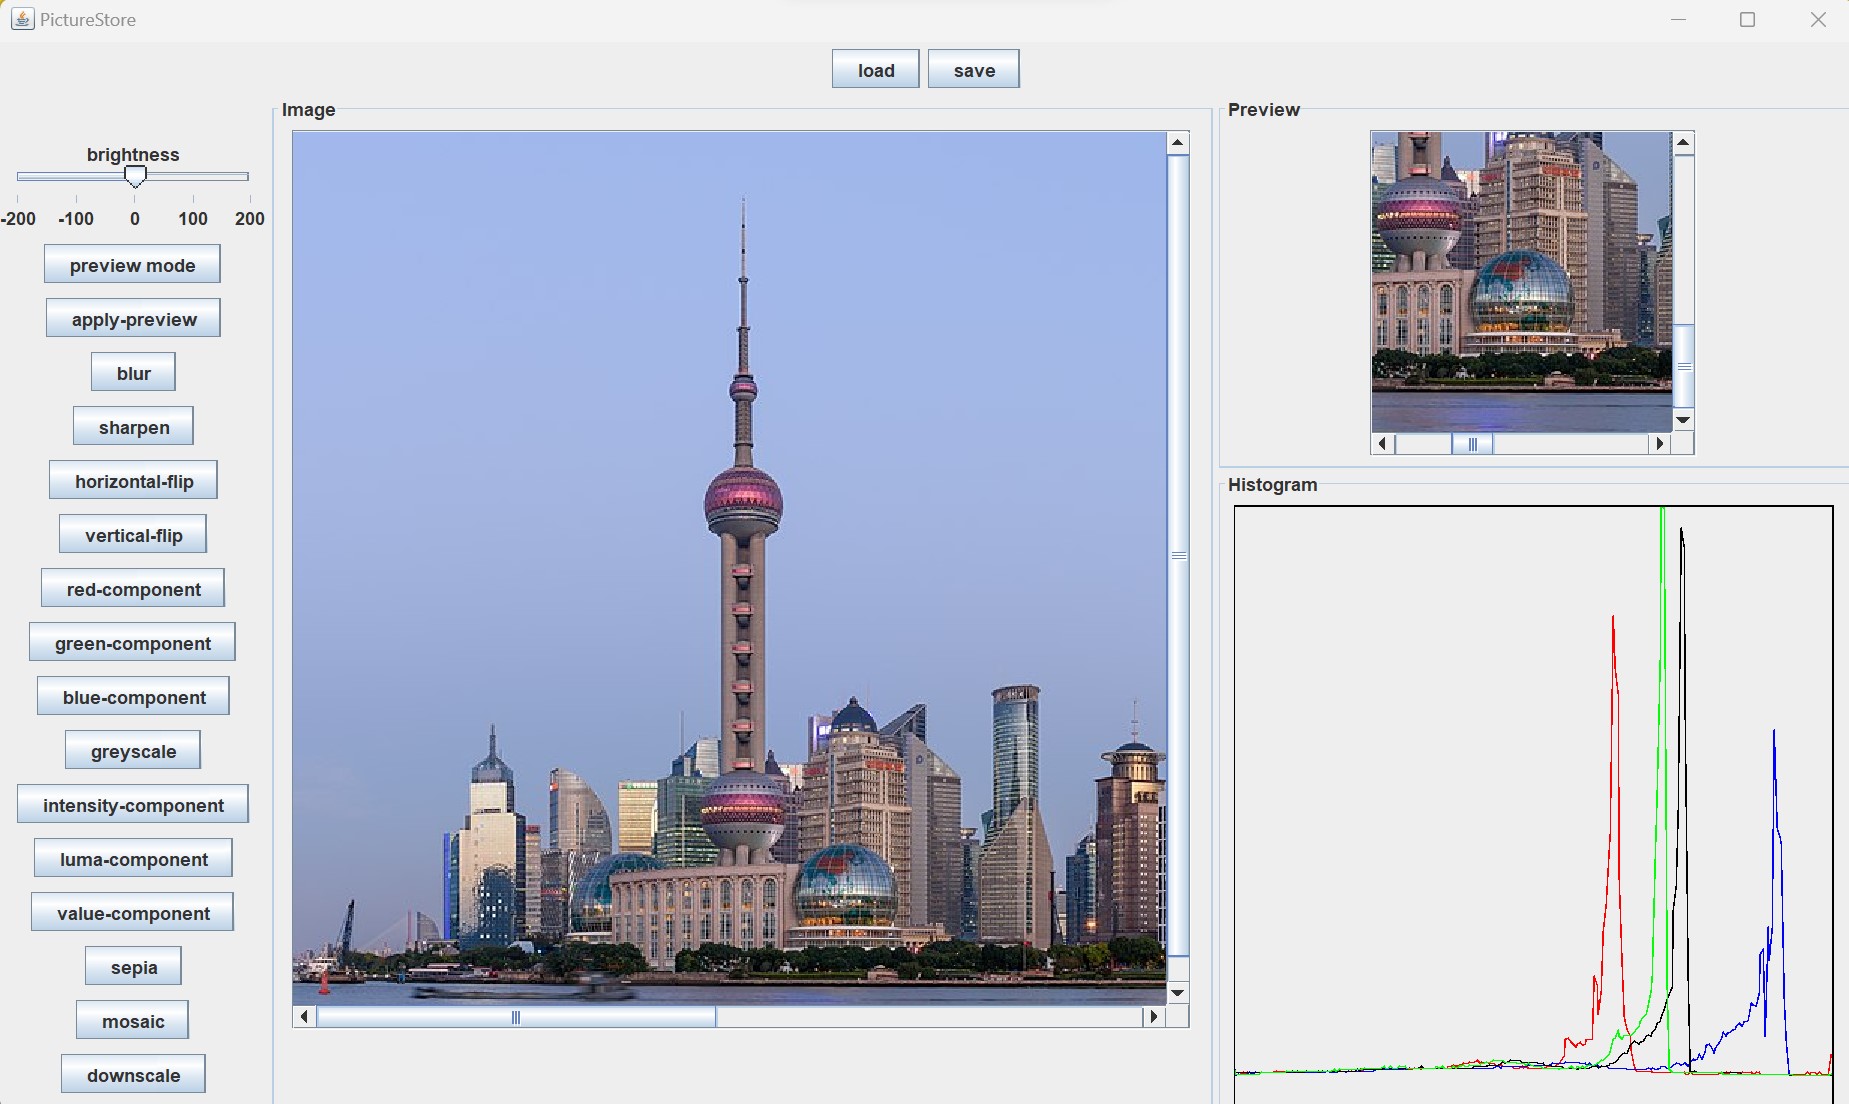 PictureStore
load
save
Image
Preview
brightness
-200 -100 0 100 200
preview mode
apply-preview
blur
sharpen
horizontal-flip
Histogram
vertical-flip
red-component
green-component
blue-component
greyscale
intensity-component
luma-component
value-component
sepia
mosaic
downscale